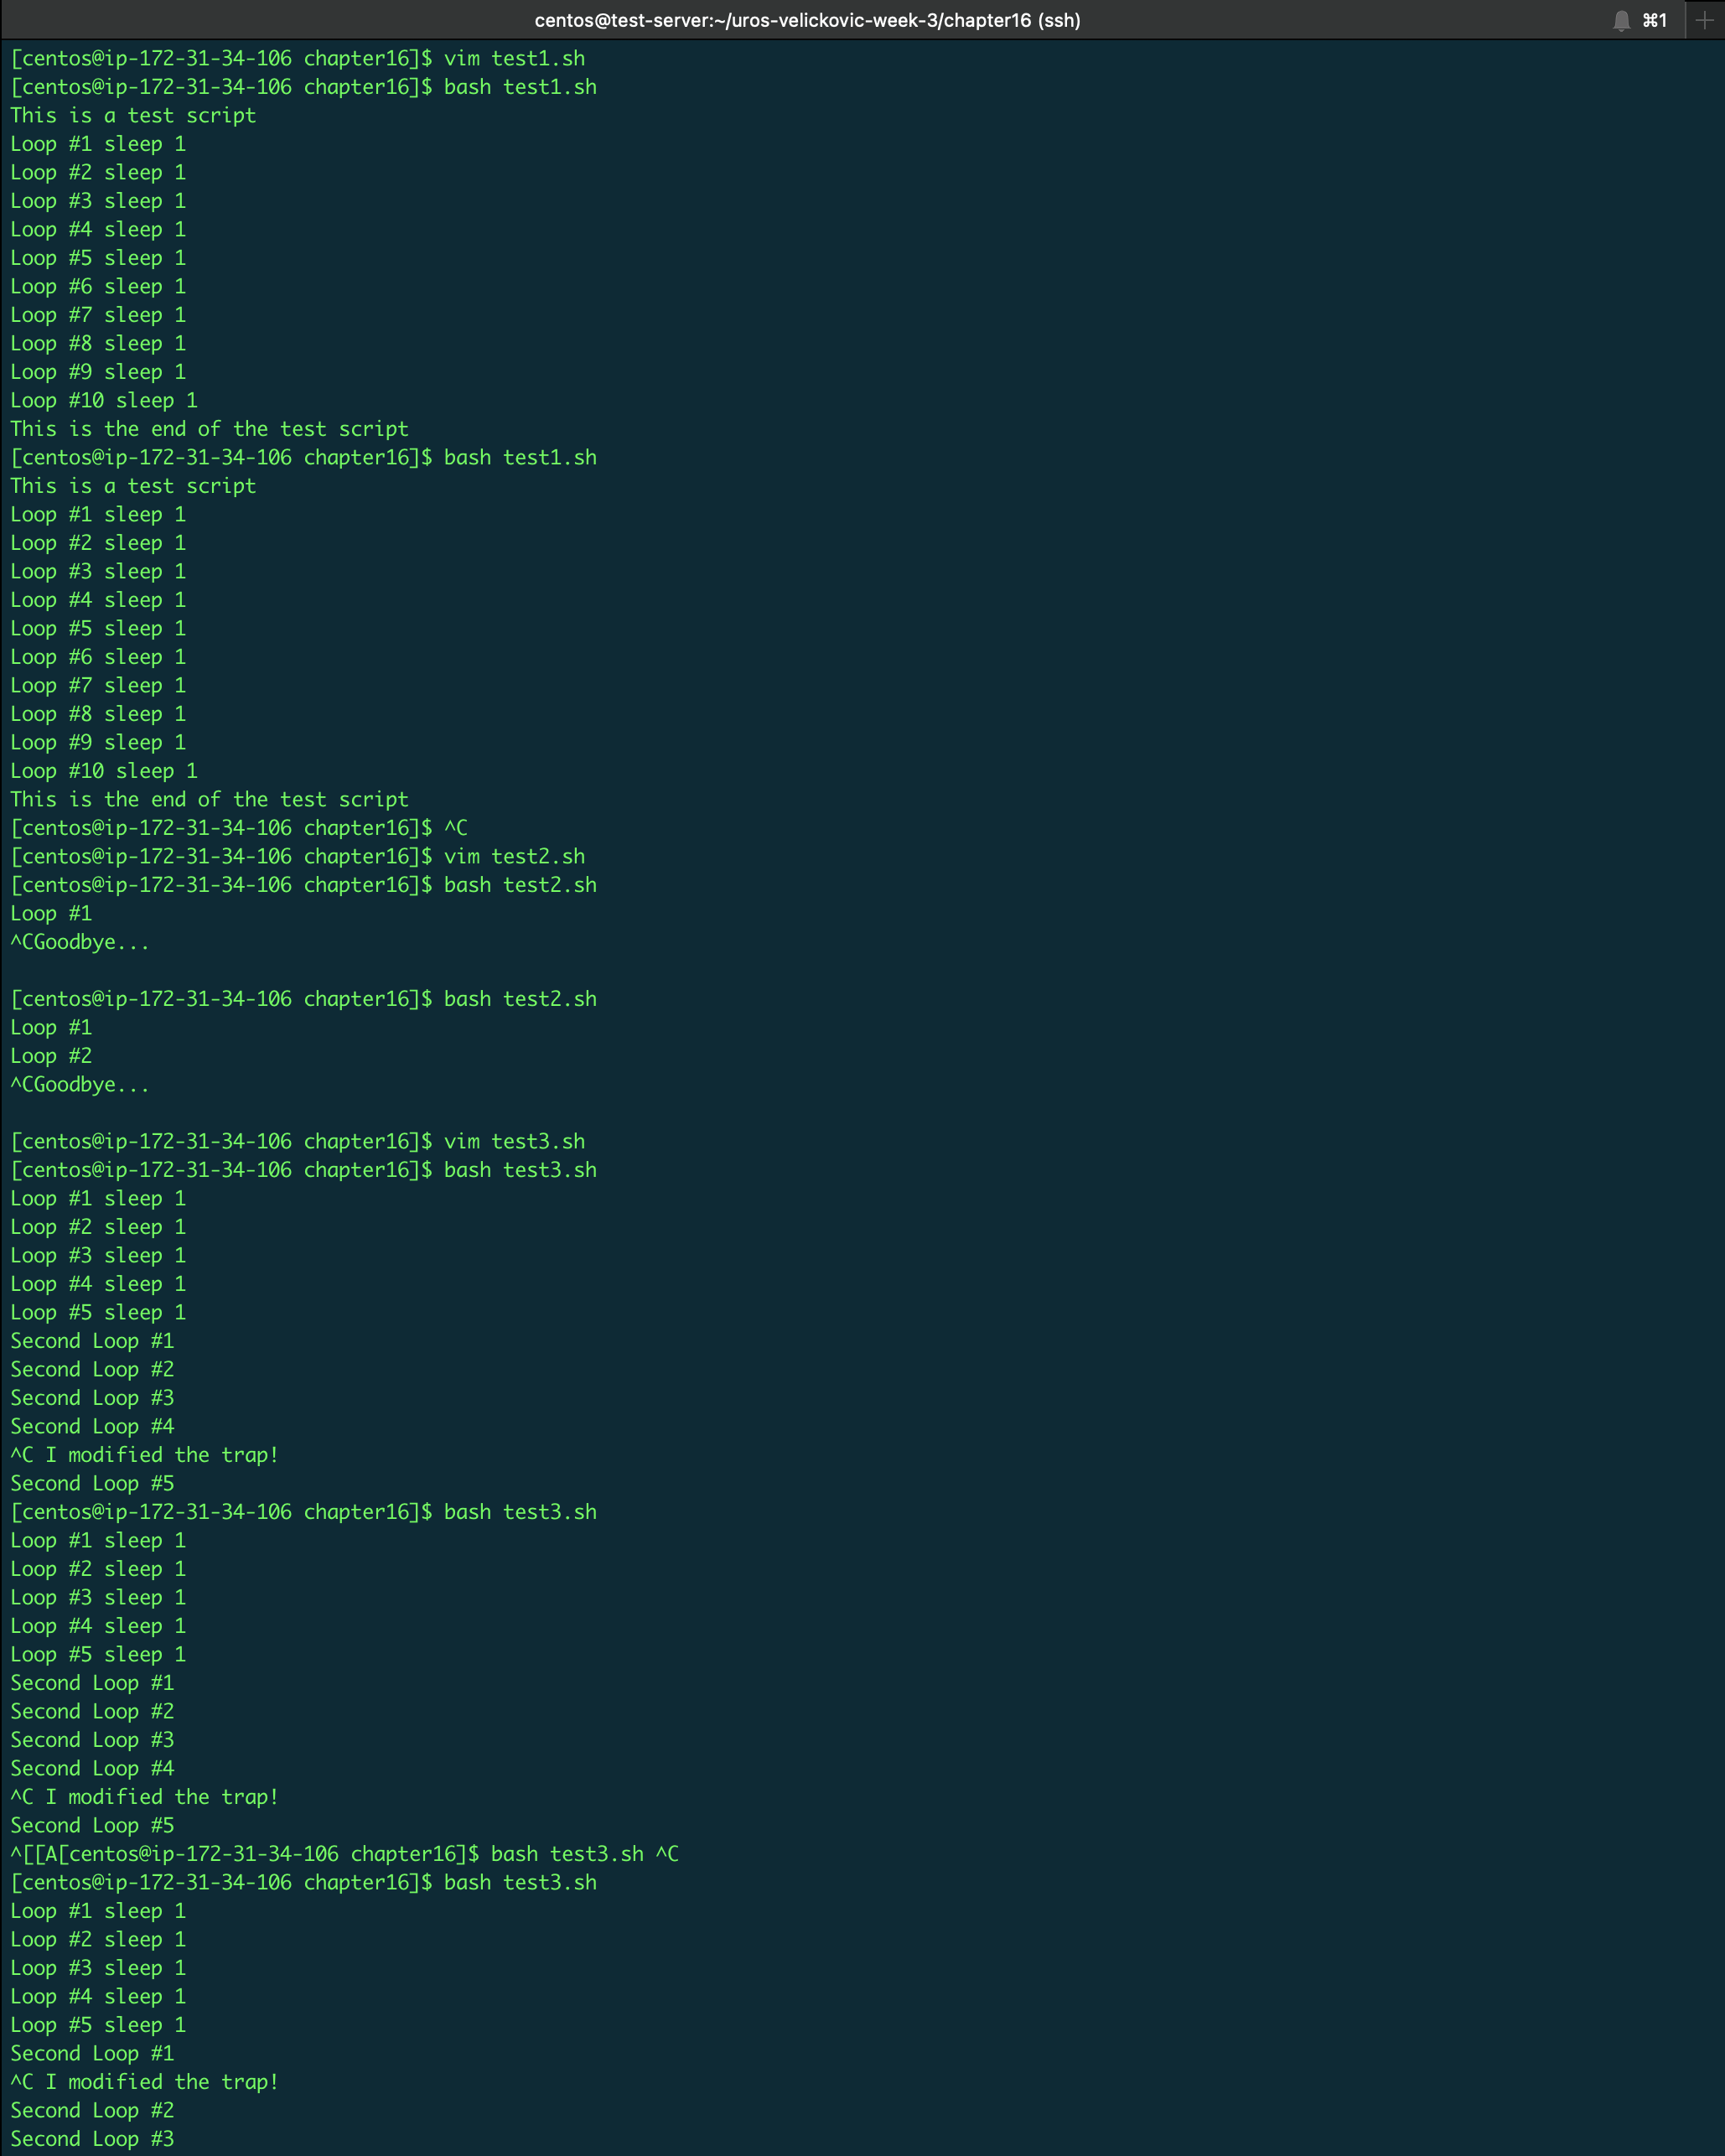 centos@test-server:~/uros-velickovic-week-3/chapter16 (ssh) ⌘1
[centos@ip-172-31-34-106 chapter16]$ vim test1.sh
[centos@ip-172-31-34-106 chapter16]$ bash test1.sh
This is a test script
Loop #1 sleep 1
Loop #2 sleep 1
Loop #3 sleep 1
Loop #4 sleep 1
Loop #5 sleep 1
Loop #6 sleep 1
Loop #7 sleep 1
Loop #8 sleep 1
Loop #9 sleep 1
Loop #10 sleep 1
This is the end of the test script
[centos@ip-172-31-34-106 chapter16]$ bash test1.sh
This is a test script
Loop #1 sleep 1
Loop #2 sleep 1
Loop #3 sleep 1
Loop #4 sleep 1
Loop #5 sleep 1
Loop #6 sleep 1
Loop #7 sleep 1
Loop #8 sleep 1
Loop #9 sleep 1
Loop #10 sleep 1
This is the end of the test script
[centos@ip-172-31-34-106 chapter16]$ ^C
[centos@ip-172-31-34-106 chapter16]$ vim test2.sh
[centos@ip-172-31-34-106 chapter16]$ bash test2.sh
Loop #1
^CGoodbye...
[centos@ip-172-31-34-106 chapter16]$ bash test2.sh
Loop #1
Loop #2
^CGoodbye...
[centos@ip-172-31-34-106 chapter16]$ vim test3.sh
[centos@ip-172-31-34-106 chapter16]$ bash test3.sh
Loop #1 sleep 1
Loop #2 sleep 1
Loop #3 sleep 1
Loop #4 sleep 1
Loop #5 sleep 1
Second Loop #1
Second Loop #2
Second Loop #3
Second Loop #4
^C I modified the trap!
Second Loop #5
[centos@ip-172-31-34-106 chapter16]$ bash test3.sh
Loop #1 sleep 1
Loop #2 sleep 1
Loop #3 sleep 1
Loop #4 sleep 1
Loop #5 sleep 1
Second Loop #1
Second Loop #2
Second Loop #3
Second Loop #4
^C I modified the trap!
Second Loop #5
^[[A[centos@ip-172-31-34-106 chapter16]$ bash test3.sh ^C
[centos@ip-172-31-34-106 chapter16]$ bash test3.sh
Loop #1 sleep 1
Loop #2 sleep 1
Loop #3 sleep 1
Loop #4 sleep 1
Loop #5 sleep 1
Second Loop #1
^C I modified the trap!
Second Loop #2
Second Loop #3